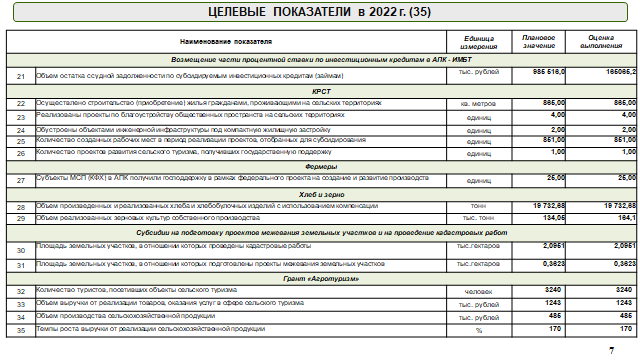 ЦЕЛЕВЫЕ ПОКАЗАТЕЛИ в 2022 г. (35)
Наименование показателя Единица измерения Плановое значение Оценка выполнения
Возмещение части процентной ставки по инвестиционным кредитам в АПК - ИМБТ
21 Объем остатка ссудной задолженности по субсидируемым инвестиционных кредитам (займам) тыс. рублей 985 516,0 165065,2
КРСТ
22 Осуществлено строительство (приобретение) жилья гражданами, проживающими на сельских территориях кв. метров 865,00 865,00
23 Реализованы проекты по благоустройству общественных пространств на сельских территориях единиц 4,00 4,00
24 Обустроены объектами инженерной инфраструктуры под компактную жилищную застройку единиц 2,00 2,00
25 Количество созданных рабочих мест в период реализации проектов, отобранных для субсидирования единиц 851,00 851,00
26 Количество проектов развития сельского туризма, получивших государственную поддержку единиц 1,00 1,00
Фермеры
27 Субъекты МСП (КФХ) в АПК получили господдержку в рамках федерального проекта на создание и развитие производств единиц 25,00 25,00
Хлеб и зерно
28 Объем произведенных и реализованных хлеба и хлебобулочных изделий с использованием компенсации тонн 19 732,68 19 732,68
29 Объем реализованных зерновых культур собственного производства тыс. тонн 134,05 164,1
Субсидии на подготовку проектов межевания земельных участков и на проведение кадастровых работ
30 Площадь земельных участков, в отношении которых проведены кадастровые работы тыс.гектаров 2,0951 2,0951
31 Площадь земельных участков, в отношении которых подготовлены проекты межевания земельных участков тыс.гектаров 0,3623 0,3623
Грант «Агротуризм»
32 Количество туристов, посетивших объекты сельского туризма человек 3240 3240
33 Объем выручки от реализации товаров, оказания услуг в сфере сельского туризма тыс. рублей 1243 1243
34 Объем производства сельскохозяйственной продукции тыс. рублей 485 485
35 Темпы роста выручки от реализации сельскохозяйственной продукции % 170 170
7